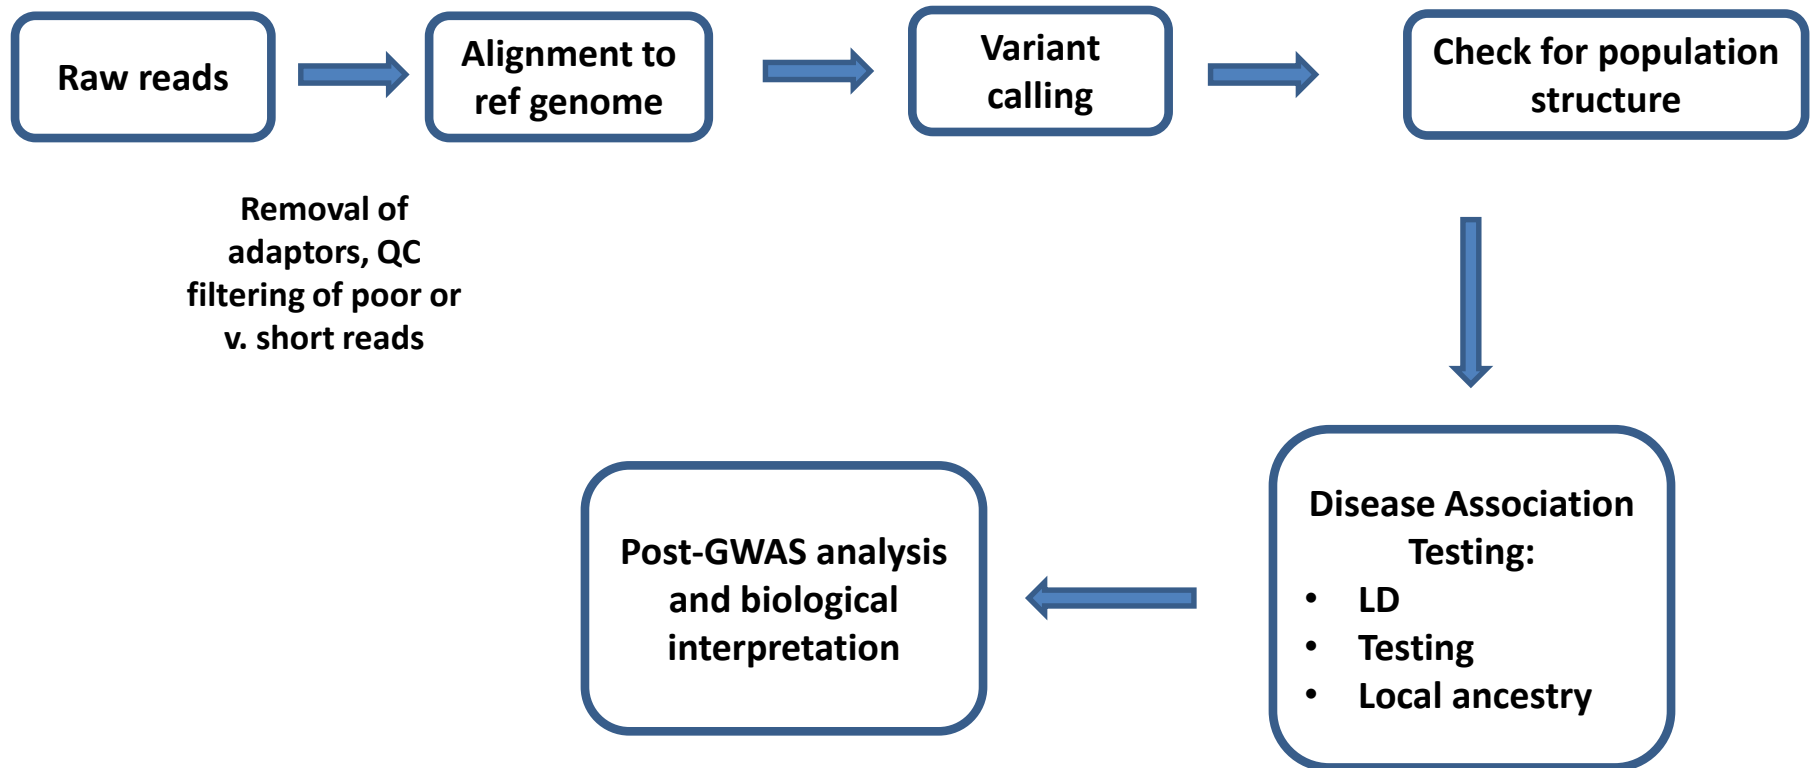 Raw reads
Alignment to
ref genome
Variant
calling
Check for population
structure
Removal of
adaptors, QC
filtering of poor or
v. short reads
Disease Association
Testing:
• LD
• Testing
• Local ancestry
Post-GWAS analysis
and biological
interpretation